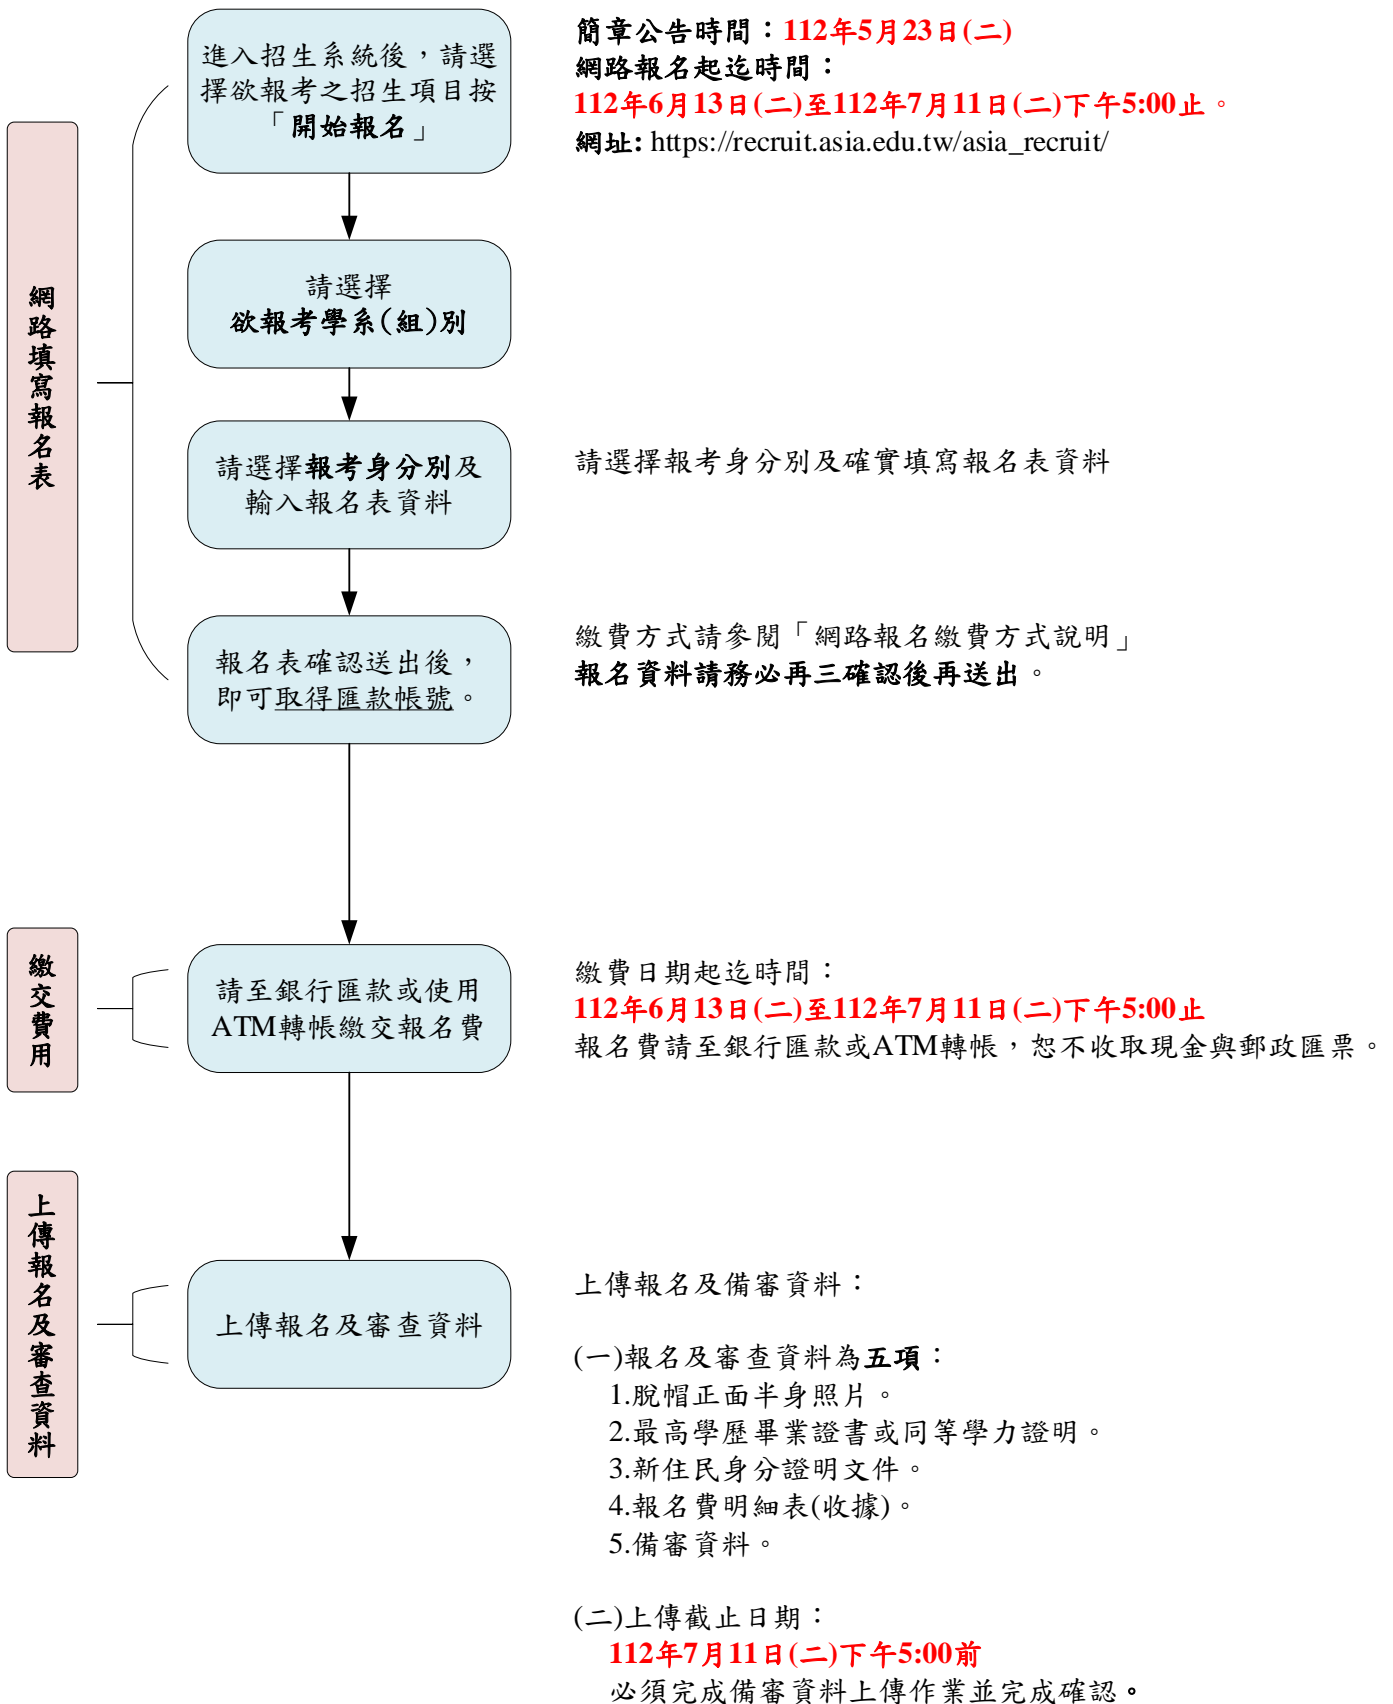 網路填寫報名表
進入招生系統後，請選
擇欲報考之招生項目按
「開始報名」
簡章公告時間：112年5月23日(二)
網路報名起迄時間：
112年6月13日(二)至112年7月11日(二)下午5:00止。
網址: https://recruit.asia.edu.tw/asia_recruit/
請選擇
欲報考學系(組)別
請選擇報考身分別及
輸入報名表資料
請選擇報考身分別及確實填寫報名表資料
報名表確認送出後，
即可取得匯款帳號。
繳費方式請參閱「網路報名繳費方式說明」
報名資料請務必再三確認後再送出。
繳交費用
請至銀行匯款或使用
ATM轉帳繳交報名費
繳費日期起迄時間：
112年6月13日(二)至112年7月11日(二)下午5:00止
報名費請至銀行匯款或ATM轉帳，恕不收取現金與郵政匯票。
上傳報名及審查資料
上傳報名及審查資料
上傳報名及備審資料：
(一)報名及審查資料為五項：
1.脫帽正面半身照片。
2.最高學歷畢業證書或同等學力證明。
3.新住民身分證明文件。
4.報名費明細表(收據)。
5.備審資料。
(二)上傳截止日期：
112年7月11日(二)下午5:00前
必須完成備審資料上傳作業並完成確認。